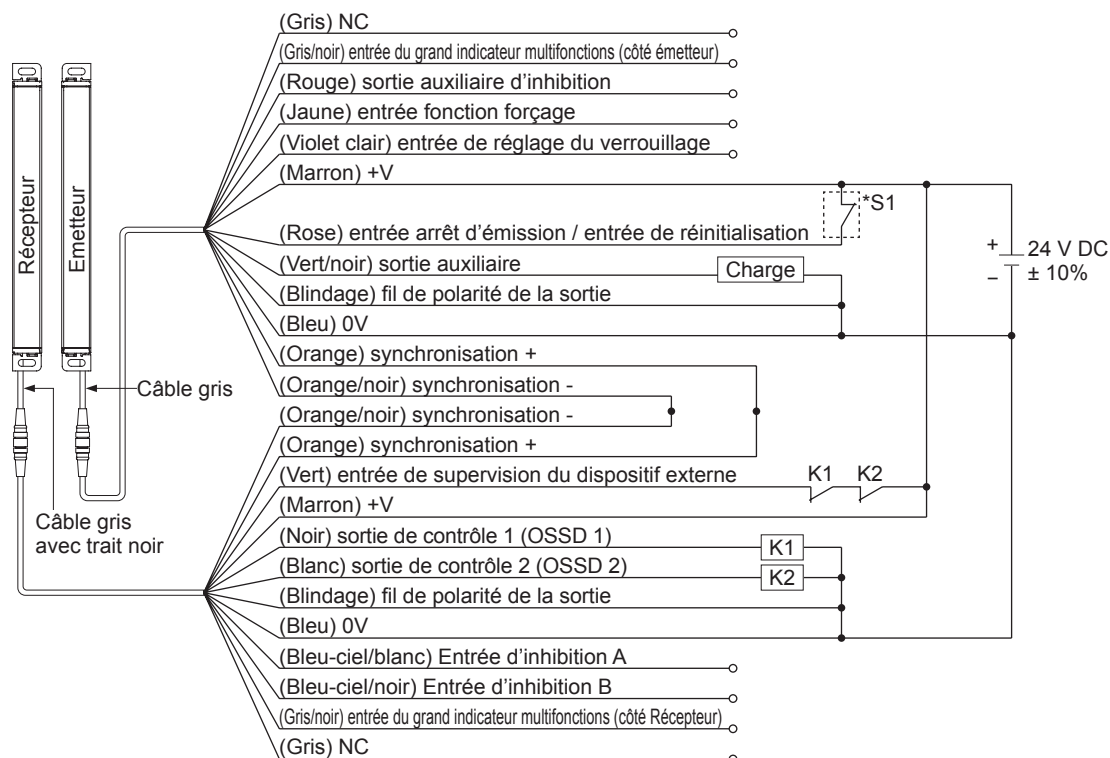 (Gris) NC
(Gris/noir) entrée du grand indicateur multifonctions (côté émetteur)
(Rouge) sortie auxiliaire d’inhibition
(Jaune) entrée fonction forçage
(Violet clair) entrée de réglage du verrouillage
(Marron) +V
*S1
(Rose) entrée arrêt d’émission / entrée de réinitialisation
+
24 V DC
–
± 10%
(Vert/noir) sortie auxiliaire
Charge
(Blindage) fil de polarité de la sortie
(Bleu) 0V
(Orange) synchronisation +
(Orange/noir) synchronisation -
(Orange/noir) synchronisation -
(Orange) synchronisation +
(Vert) entrée de supervision du dispositif externe
K1
K2
(Marron) +V
(Noir) sortie de contrôle 1 (OSSD 1)
K1
(Blanc) sortie de contrôle 2 (OSSD 2)
K2
(Blindage) fil de polarité de la sortie
(Bleu) 0V
(Bleu-ciel/blanc) Entrée d’inhibition A
(Bleu-ciel/noir) Entrée d’inhibition B
(Gris/noir) entrée du grand indicateur multifonctions (côté Récepteur)
(Gris) NC
Récepteur
Emetteur
Câble gris
Câble gris
avec trait noir